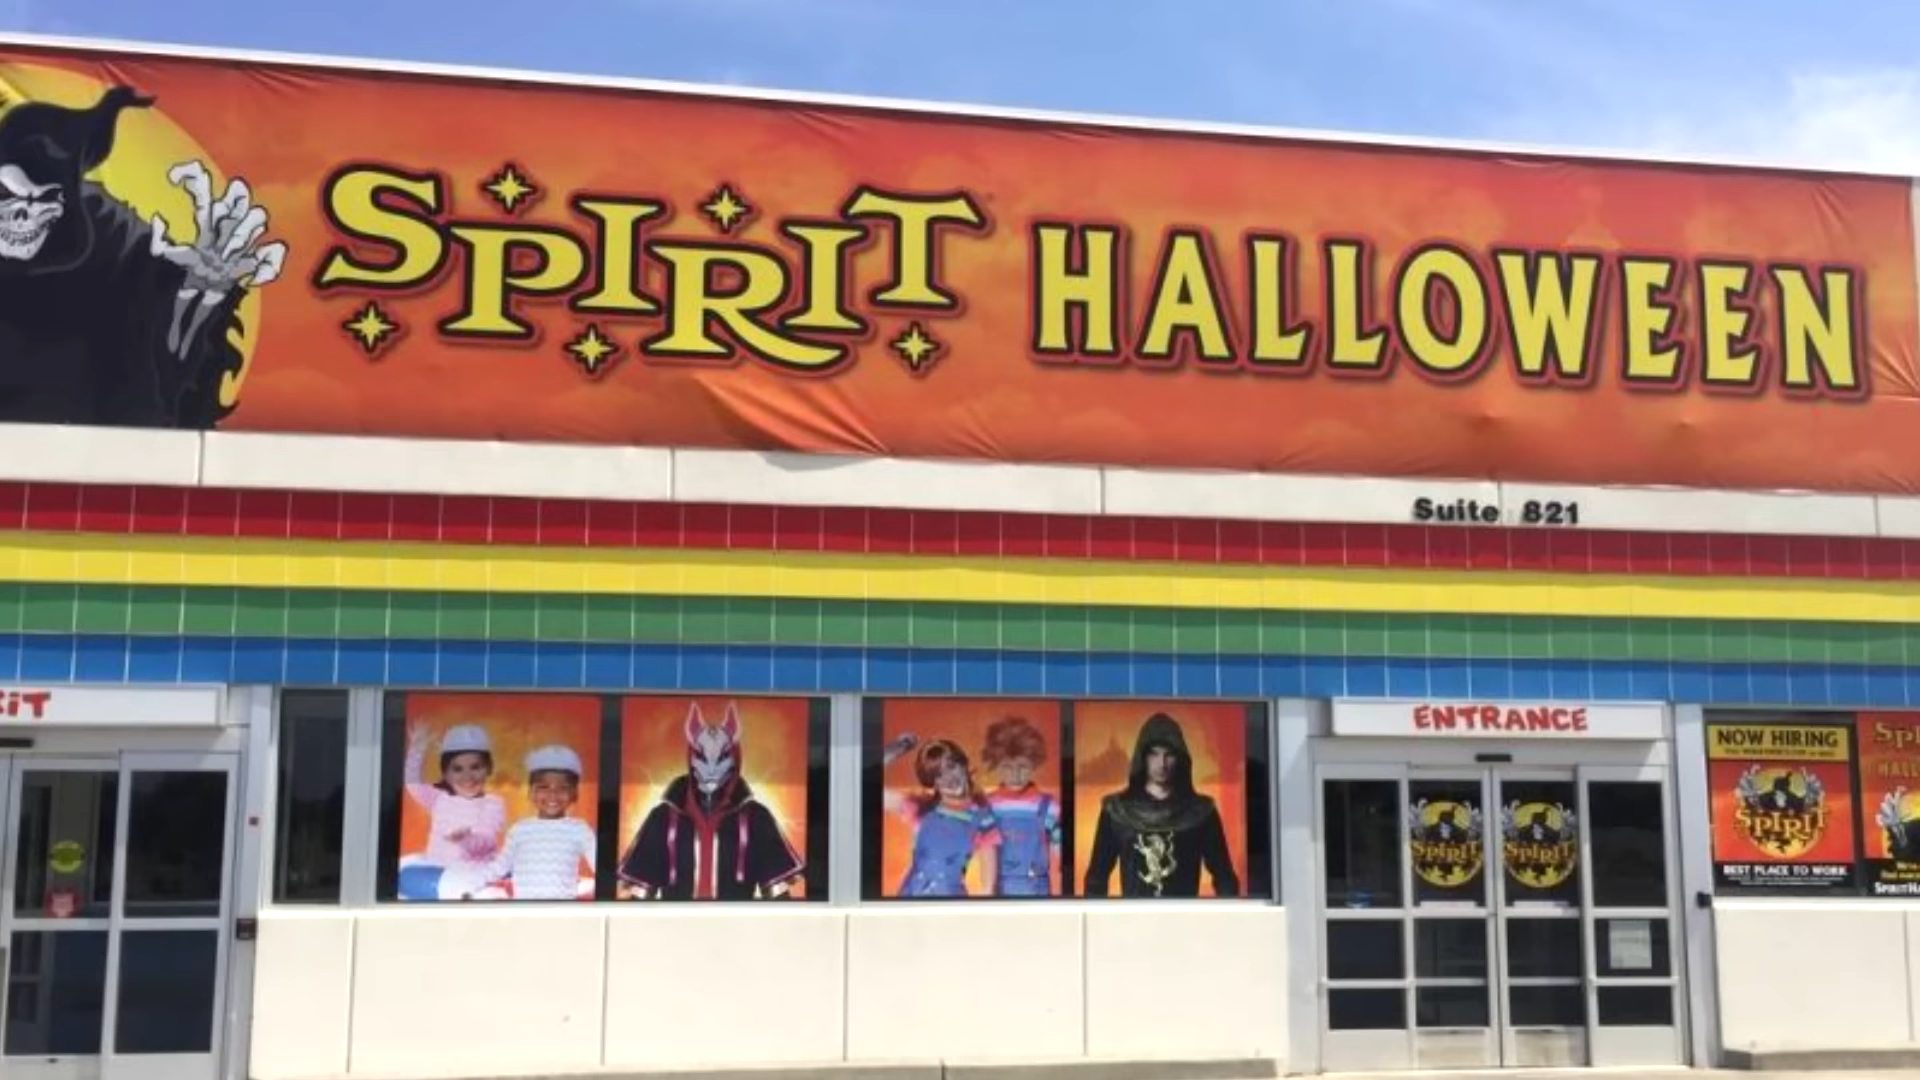 SPIRIT HALLOWEEN
Suite 821
ENTRANCE
NOW HIRING
SPIRIT
SPIRIT
SPIRIT
BEST PLACE TO WORK